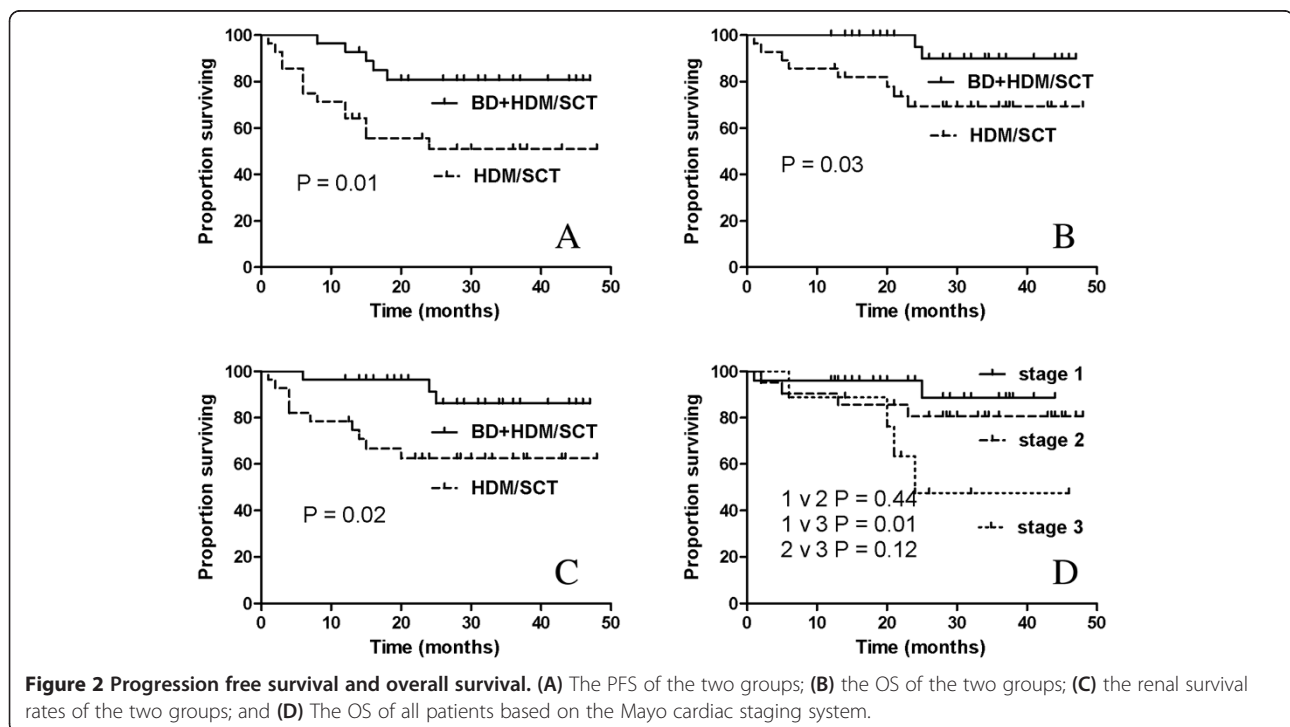 Proportion surviving
100
80
60
40
20
0
BD+HDM/SCT
HDM/SCT
P = 0.01
A
0 10 20 30 40 50
Time (months)
Proportion surviving
100
80
60
40
20
0
BD+HDM/SCT
HDM/SCT
P = 0.03
B
0 10 20 30 40 50
Time (months)
Proportion surviving
100
80
60
40
20
0
BD+HDM/SCT
HDM/SCT
P = 0.02
C
0 10 20 30 40 50
Time (months)
Proportion surviving
100
80
60
40
20
0
stage 1
stage 2
stage 3
1 v 2 P = 0.44
1 v 3 P = 0.01
2 v 3 P = 0.12
D
0 10 20 30 40 50
Time (months)
Figure 2 Progression free survival and overall survival. (A) The PFS of the two groups; (B) the OS of the two groups; (C) the renal survival
rates of the two groups; and (D) The OS of all patients based on the Mayo cardiac staging system.